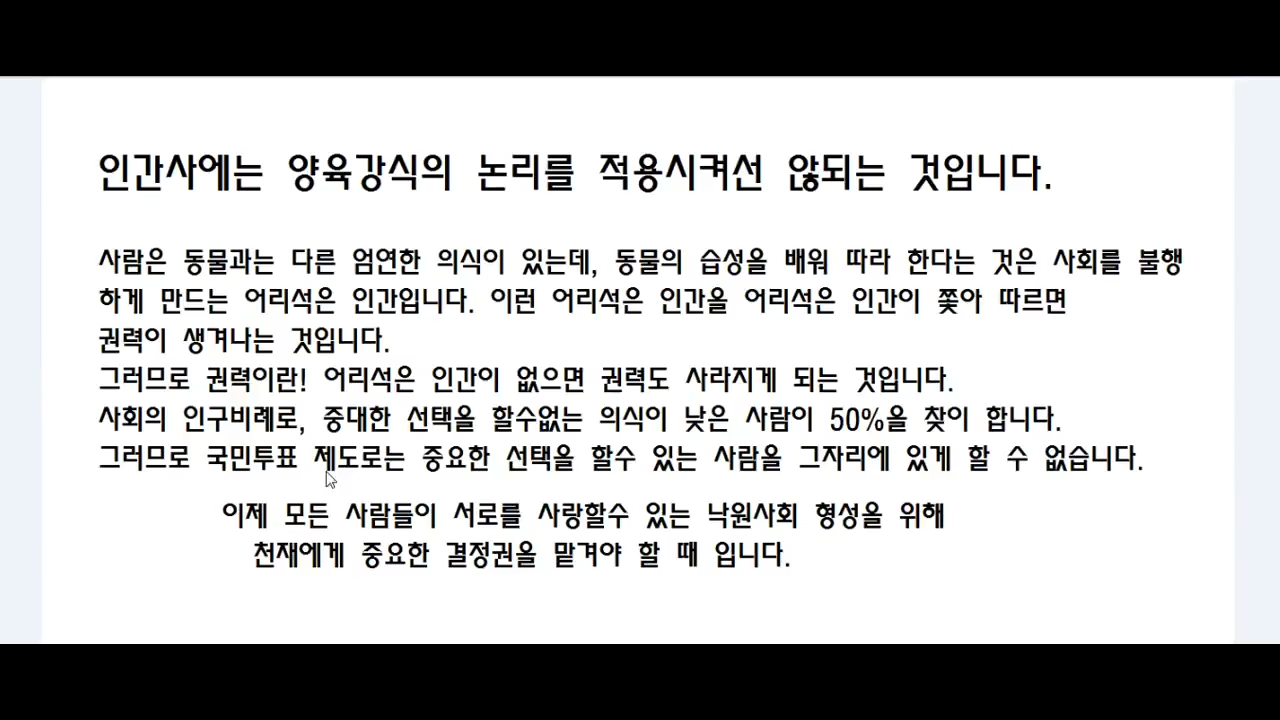 인간사에는 양육강식의 논리를 적용시켜선 않되는 것입니다.
사람은 동물과는 다른 엄연한 의식이 있는데, 동물의 습성을 배워 따라 한다는 것은 사회를 불행
하게 만드는 어리석은 인간입니다. 이런 어리석은 인간을 어리석은 인간이 쫓아 따르면
권력이 생겨나는 것입니다.
그러므로 권력이란! 어리석은 인간이 없으면 권력도 사라지게 되는 것입니다.
사회의 인구비례로, 중대한 선택을 할수없는 의식이 낮은 사람이 50%을 찾이 합니다.
그러므로 국민투표 제도로는 중요한 선택을 할수 있는 사람을 그자리에 있게 할 수 없습니다.
이제 모든 사람들이 서로를 사랑할수 있는 낙원사회 형성을 위해
천재에게 중요한 결정권을 맡겨야 할 때 입니다.